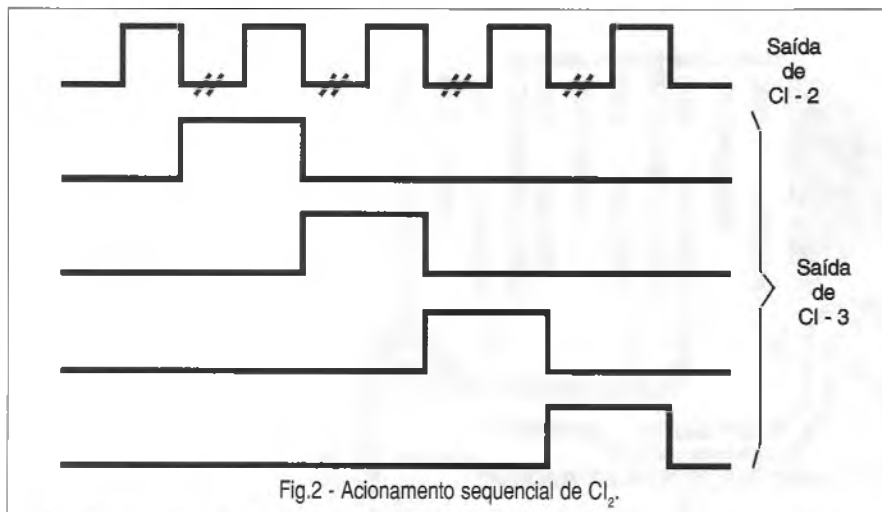 Saída
de
CI - 2
Saída
de
CI - 3
Fig.2 - Acionamento sequencial de CI₂.